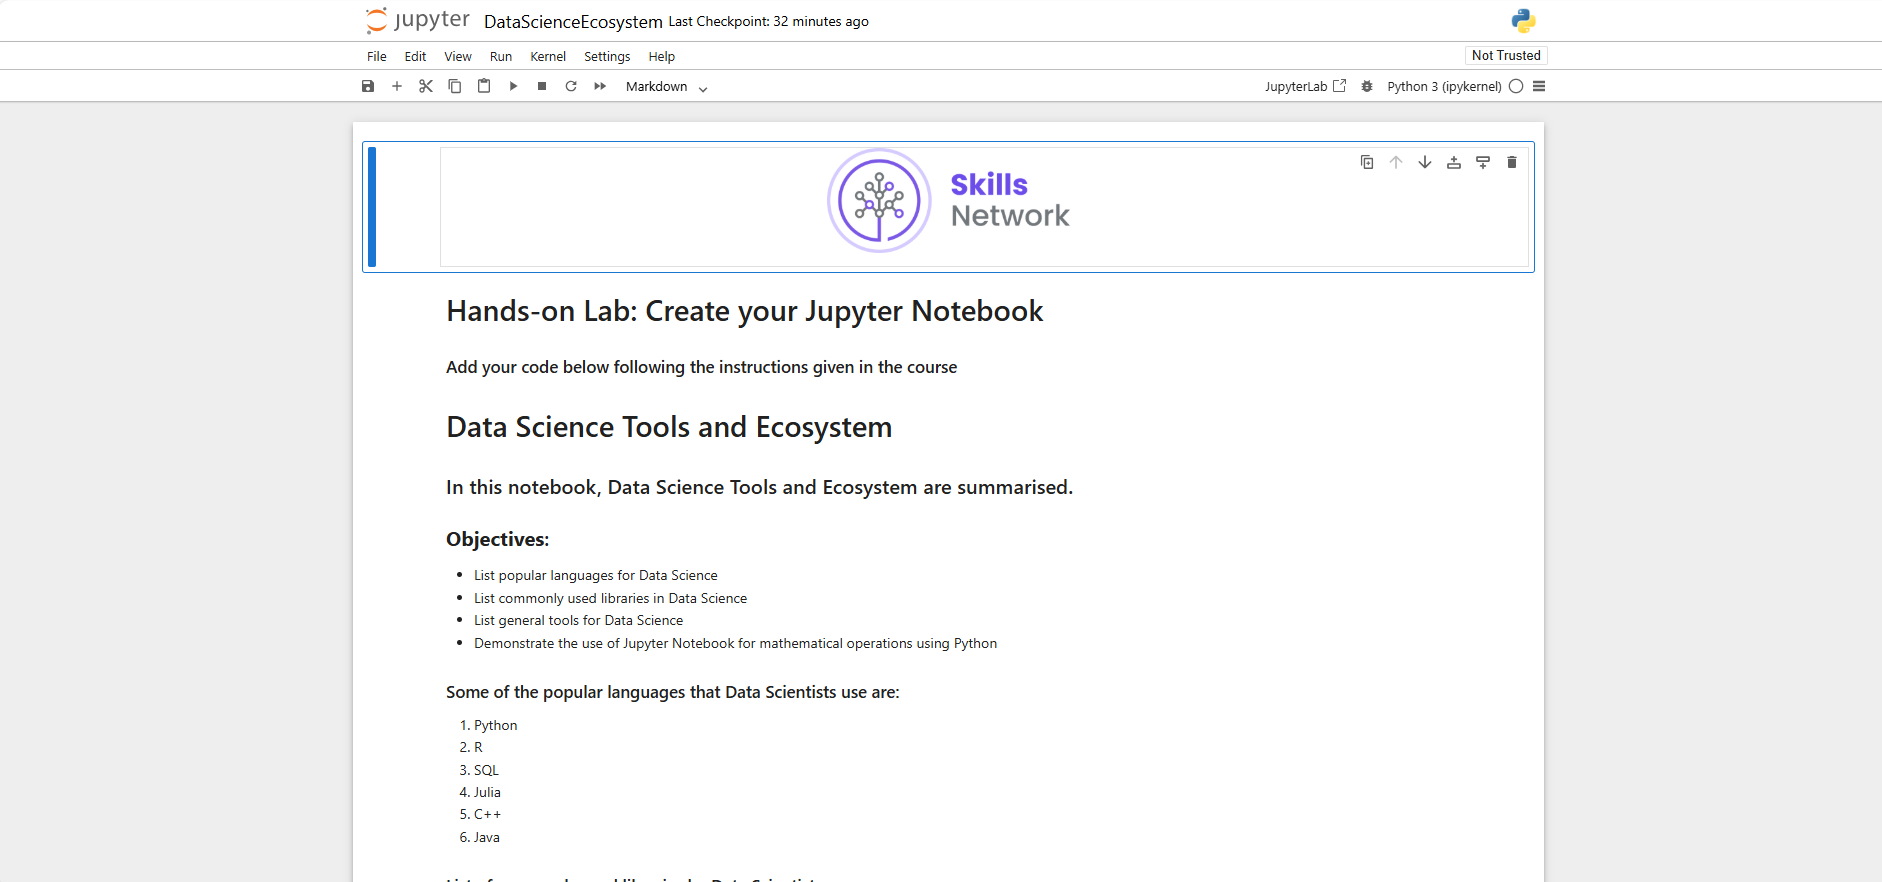 jupyter DataScienceEcosystem Last Checkpoint: 32 minutes ago
File Edit View Run Kernel Settings Help Not Trusted
Markdown JupyterLab Python 3 (ipykernel)
Skills
Network
Hands-on Lab: Create your Jupyter Notebook
Add your code below following the instructions given in the course
Data Science Tools and Ecosystem
In this notebook, Data Science Tools and Ecosystem are summarised.
Objectives:
• List popular languages for Data Science
• List commonly used libraries in Data Science
• List general tools for Data Science
• Demonstrate the use of Jupyter Notebook for mathematical operations using Python
Some of the popular languages that Data Scientists use are:
1. Python
2. R
3. SQL
4. Julia
5. C++
6. Java